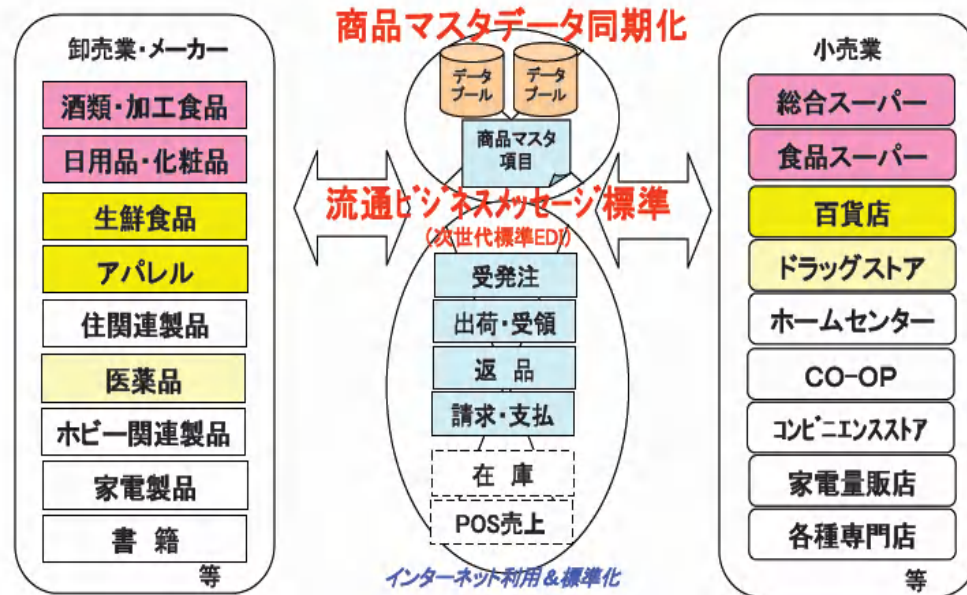 商品マスタデータ同期化
卸売業・メーカー
酒類・加工食品
日用品・化粧品
生鮮食品
アパレル
住関連製品
医薬品
ホビー関連製品
家電製品
書 籍
等
データ
プール
データ
プール
商品マスタ
項目
流通ビジネスメッセージ標準
(次世代標準EDI)
受発注
出荷・受領
返 品
請求・支払
在 庫
POS売上
インターネット利用&標準化
小売業
総合スーパー
食品スーパー
百貨店
ドラッグストア
ホームセンター
CO-OP
コンビニエンスストア
家電量販店
各種専門店
等